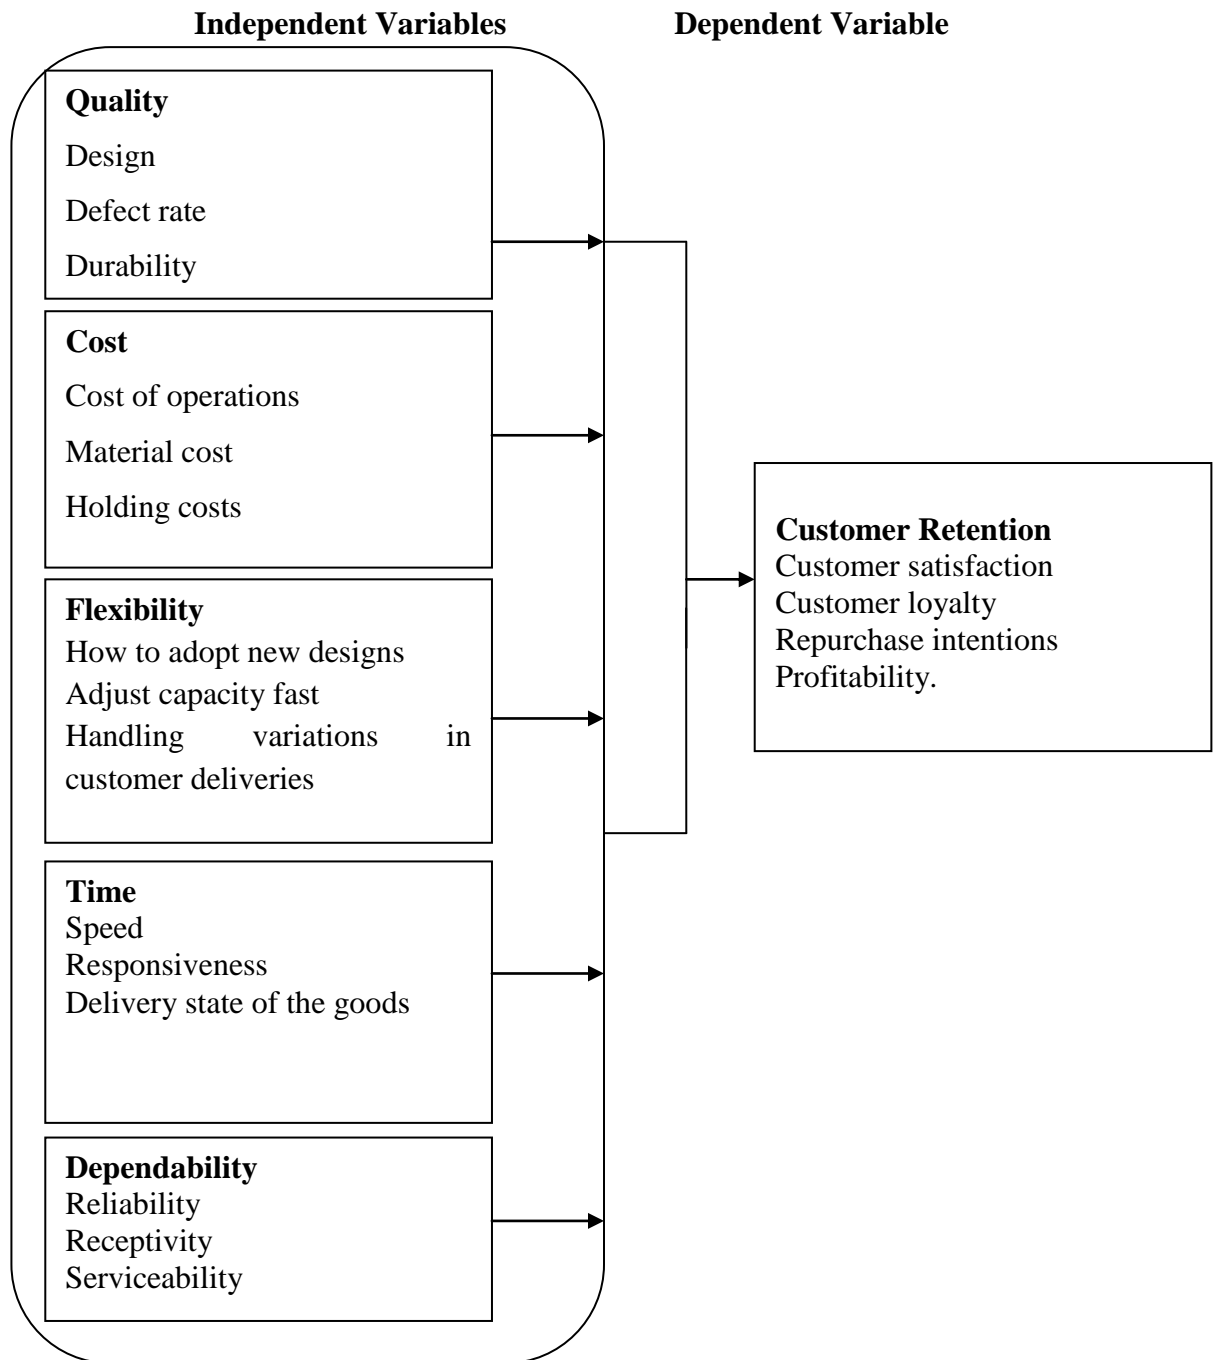 Independent Variables
Dependent Variable
Quality
Design
Defect rate
Durability
Cost
Cost of operations
Material cost
Holding costs
Flexibility
How to adopt new designs
Adjust capacity fast
Handling variations in
customer deliveries
Time
Speed
Responsiveness
Delivery state of the goods
Dependability
Reliability
Receptivity
Serviceability
Customer Retention
Customer satisfaction
Customer loyalty
Repurchase intentions
Profitability.